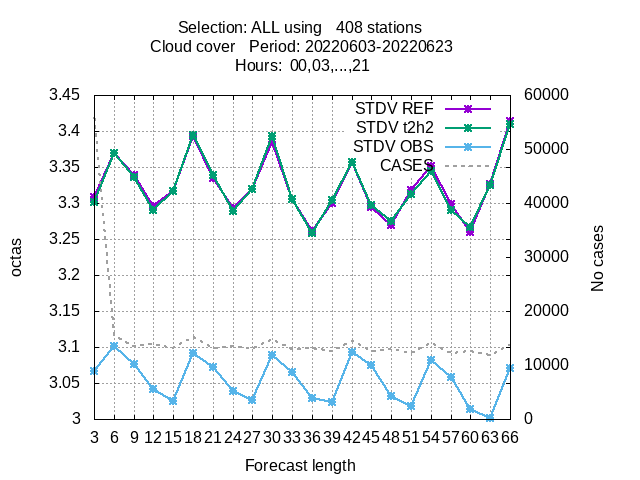 Selection: ALL using   408 stations
Cloud cover   Period: 20220603-20220623
Hours:  00,03,...,21
STDV REF
STDV t2h2
STDV OBS
CASES
3.45
3.4
3.35
3.3
3.25
3.2
3.15
3.1
3.05
3
60000
50000
40000
30000
20000
10000
0
octas
No cases
3 6 9 12 15 18 21 24 27 30 33 36 39 42 45 48 51 54 57 60 63 66
Forecast length